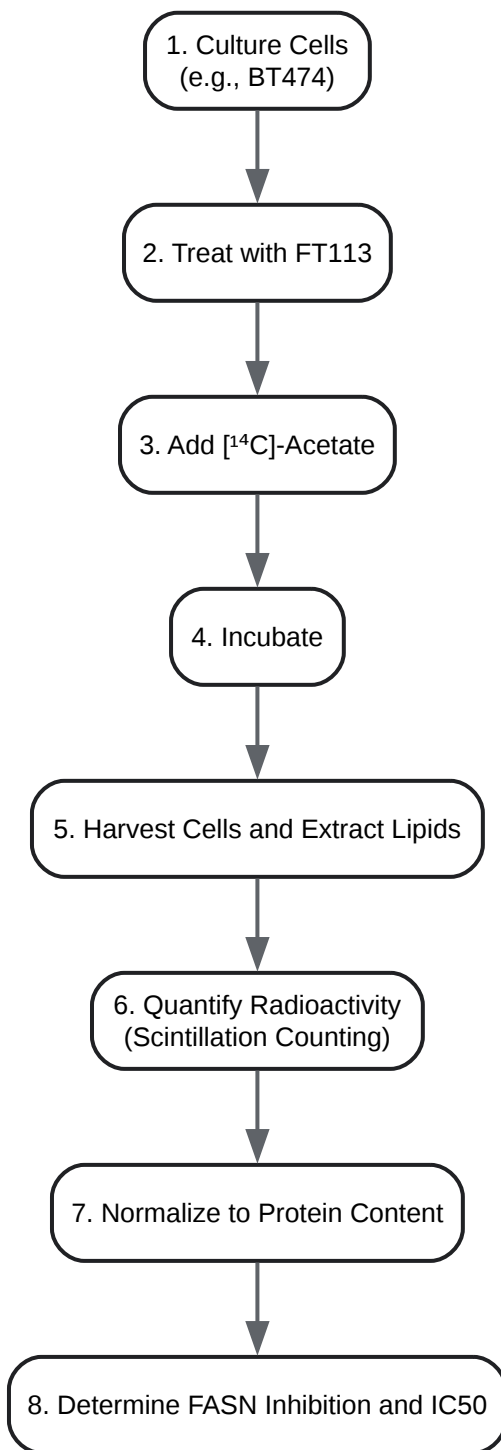 1. Culture Cells
(e.g., BT474)
2. Treat with FT113
3. Add [¹⁴C]-Acetate
4. Incubate
5. Harvest Cells and Extract Lipids
6. Quantify Radioactivity
(Scintillation Counting)
7. Normalize to Protein Content
8. Determine FASN Inhibition and IC50